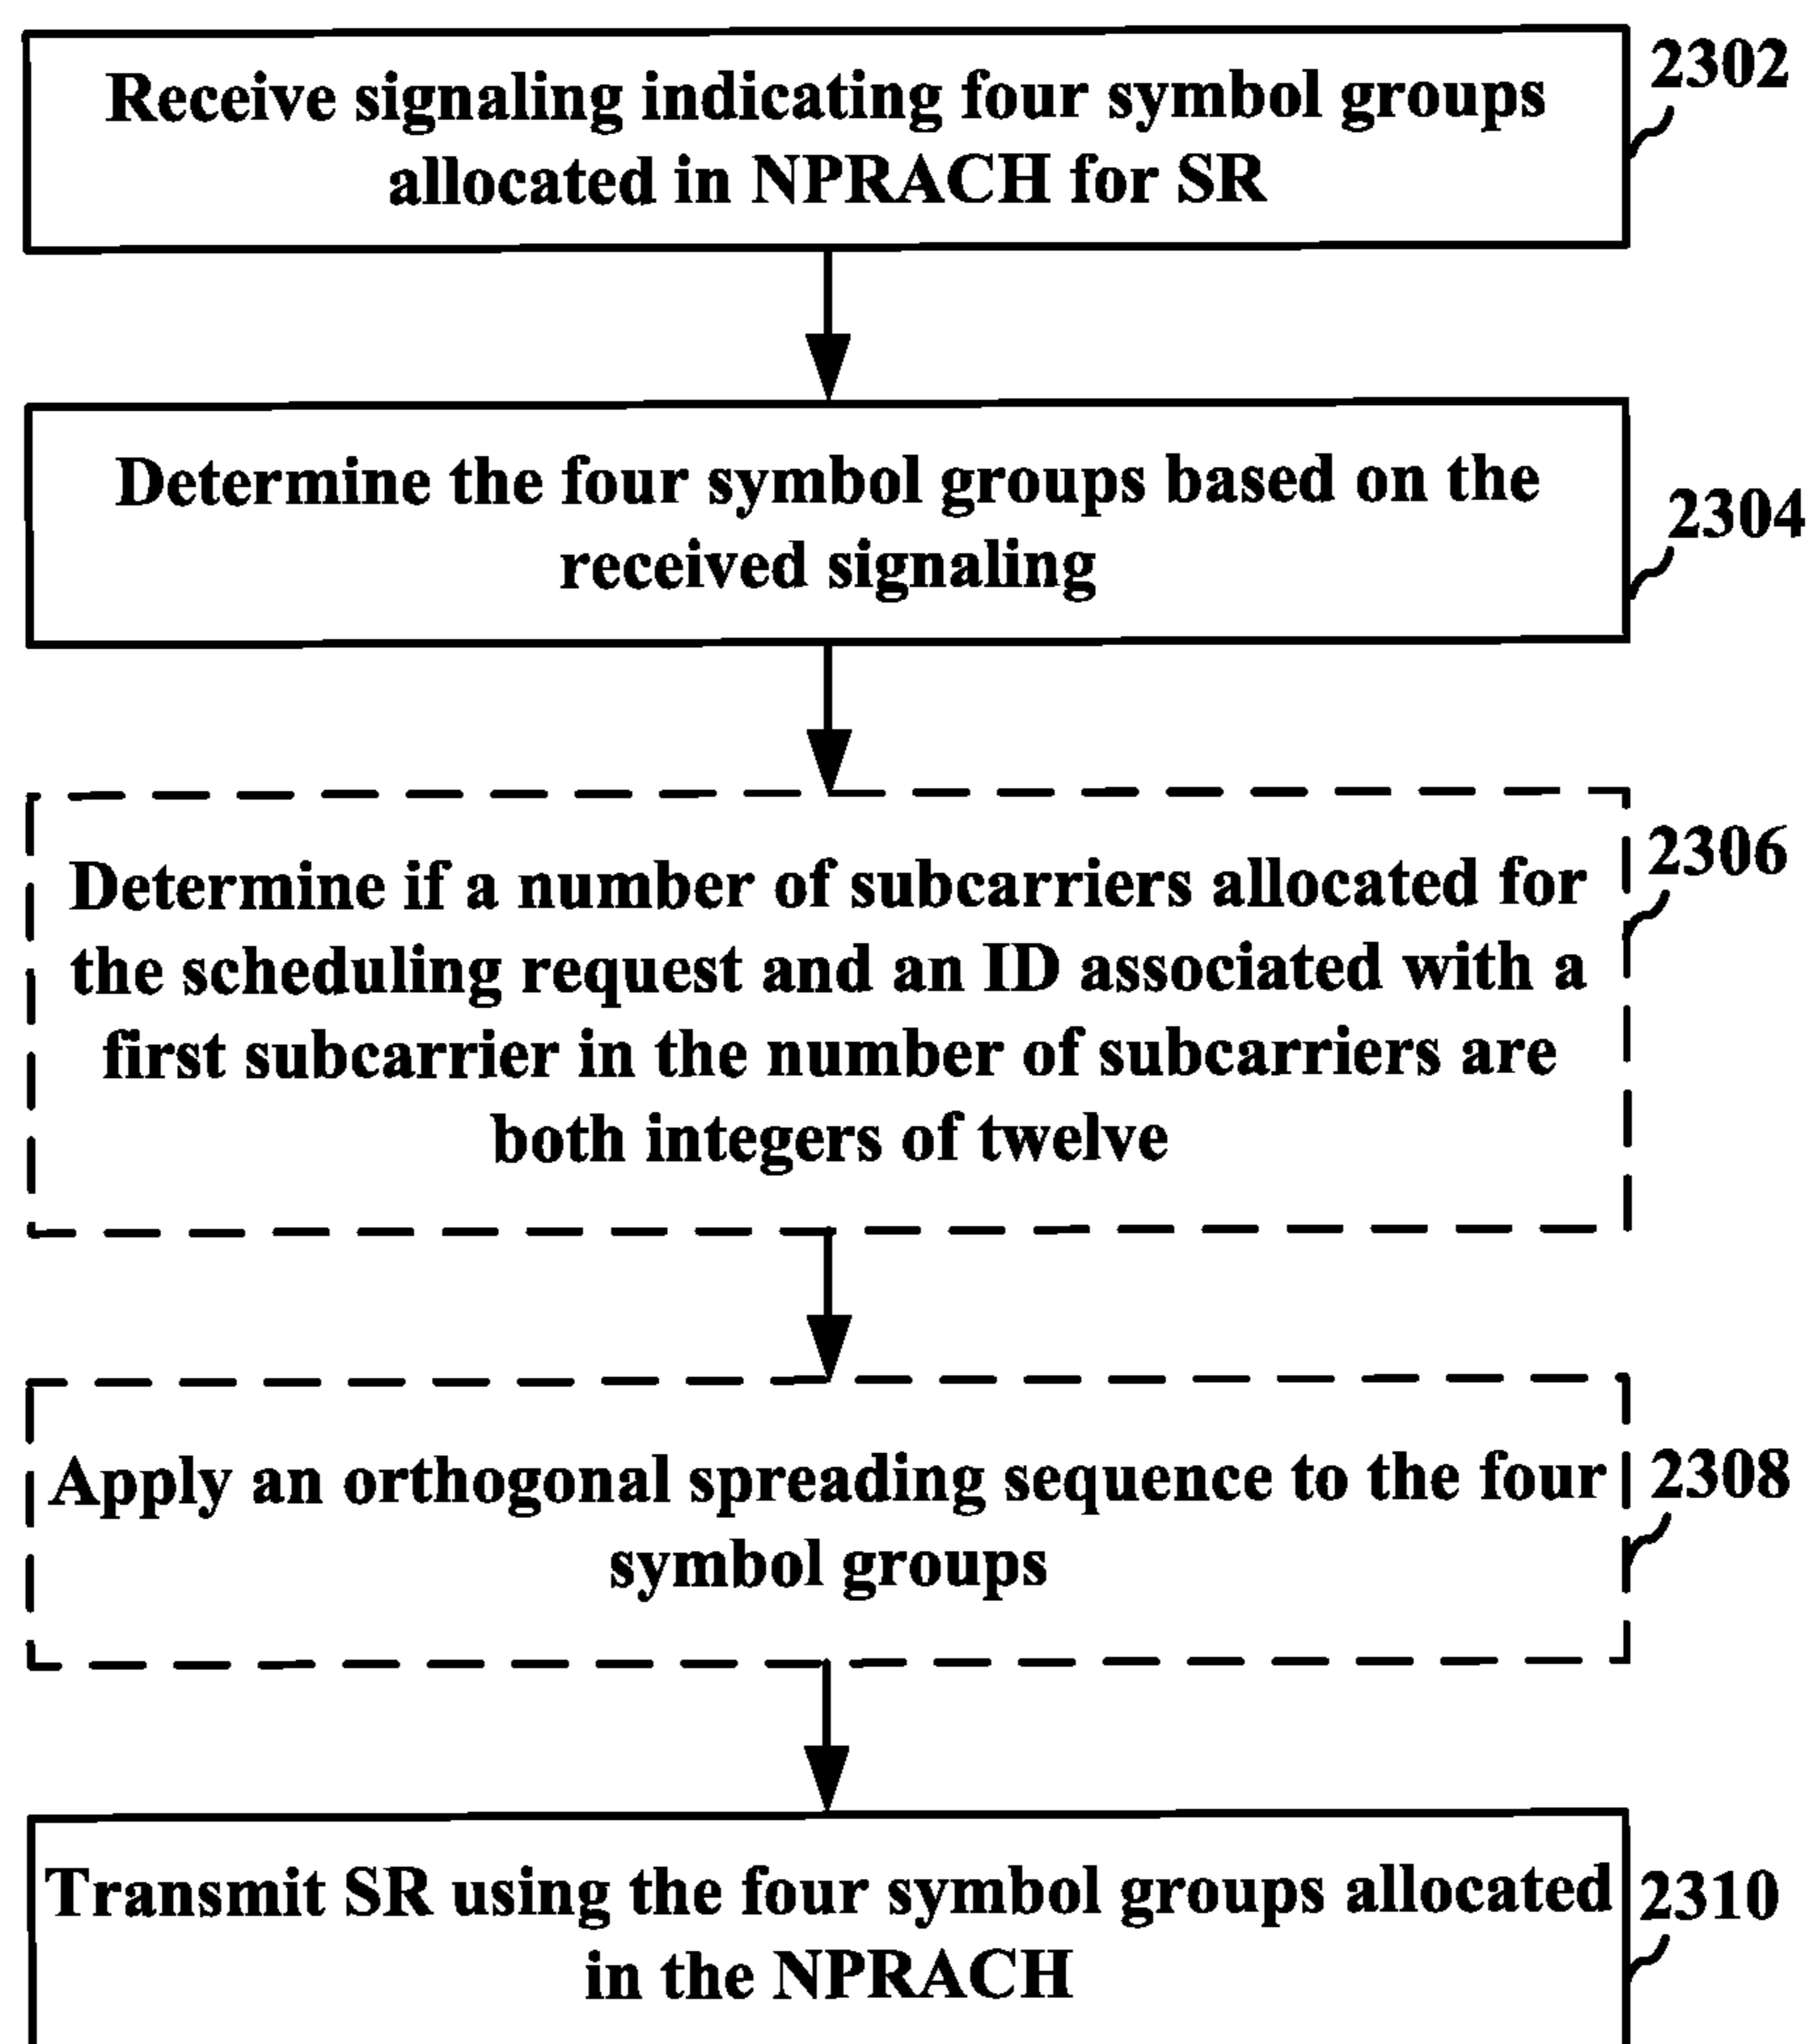 Receive signaling indicating four symbol groups
allocated in NPRACH for SR
2302
Determine the four symbol groups based on the
received signaling
2304
Determine if a number of subcarriers allocated for
the scheduling request and an ID associated with a
first subcarrier in the number of subcarriers are
both integers of twelve
2306
Apply an orthogonal spreading sequence to the four
symbol groups
2308
Transmit SR using the four symbol groups allocated
in the NPRACH
2310